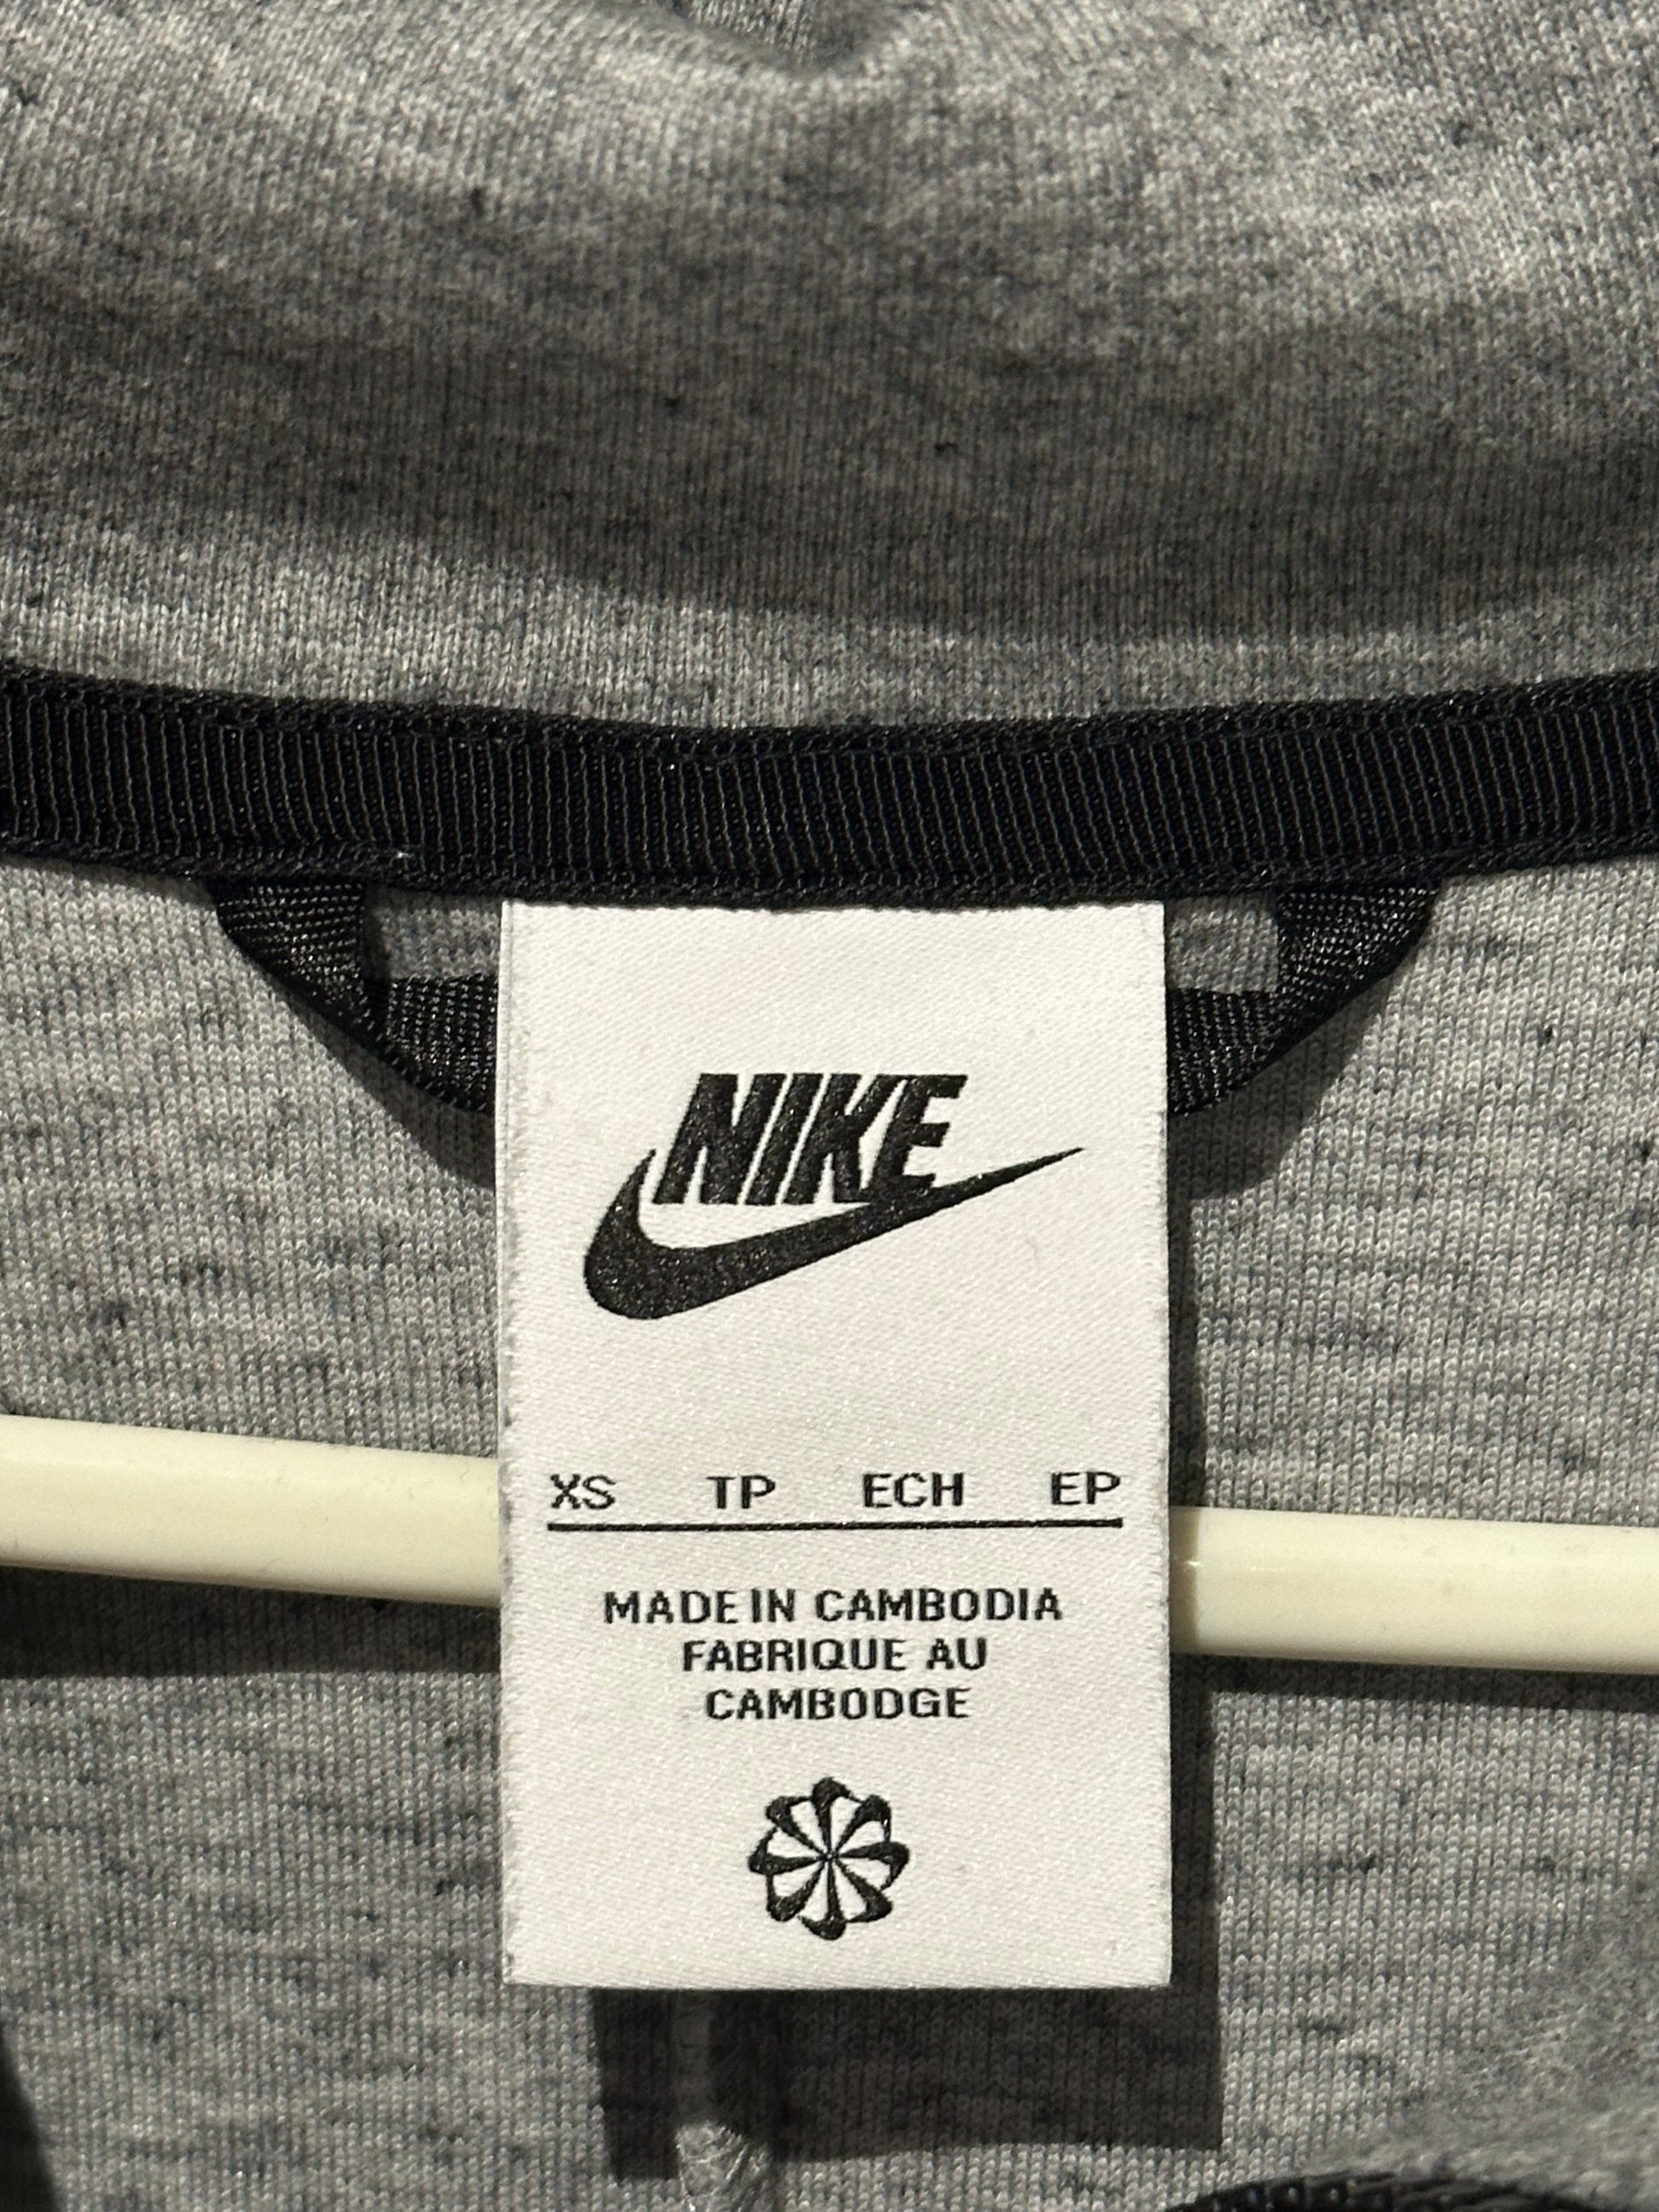 NIKE
XS TP ECH EP
MADE IN CAMBODIA
FABRIQUE AU
CAMBODGE